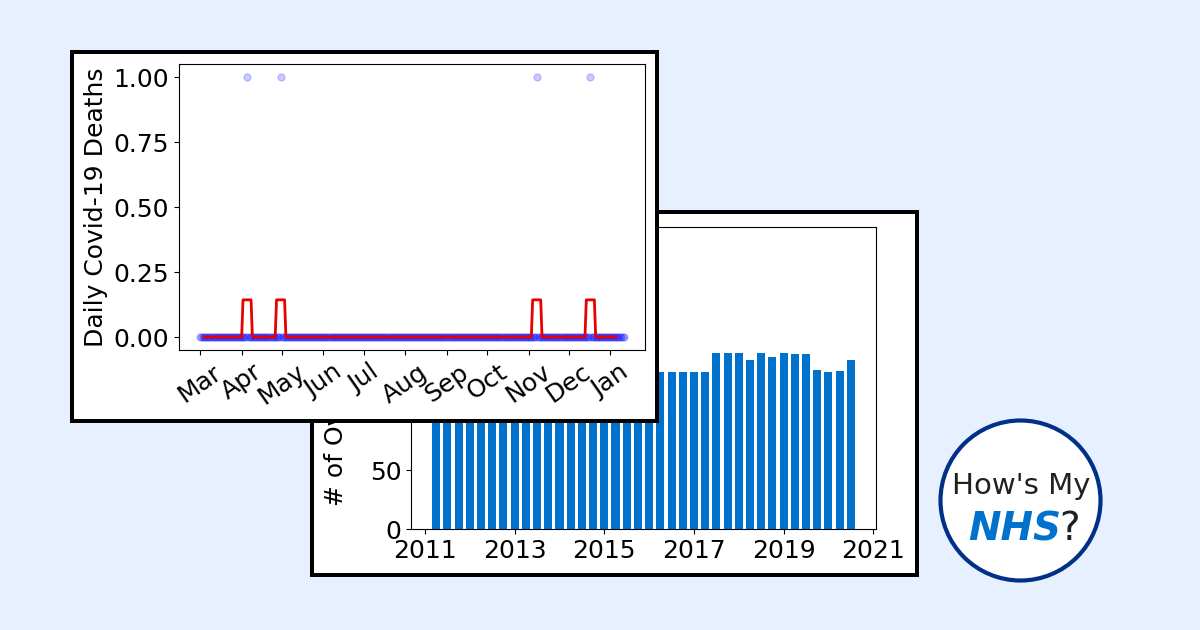 Daily Covid-19 Deaths
1.00
0.75
0.50
0.25
0.00
Mar Apr May Jun Jul Aug Sep Oct Nov Dec Jan
# of
50
0
2011 2013 2015 2017 2019 2021
How's My
NHS?